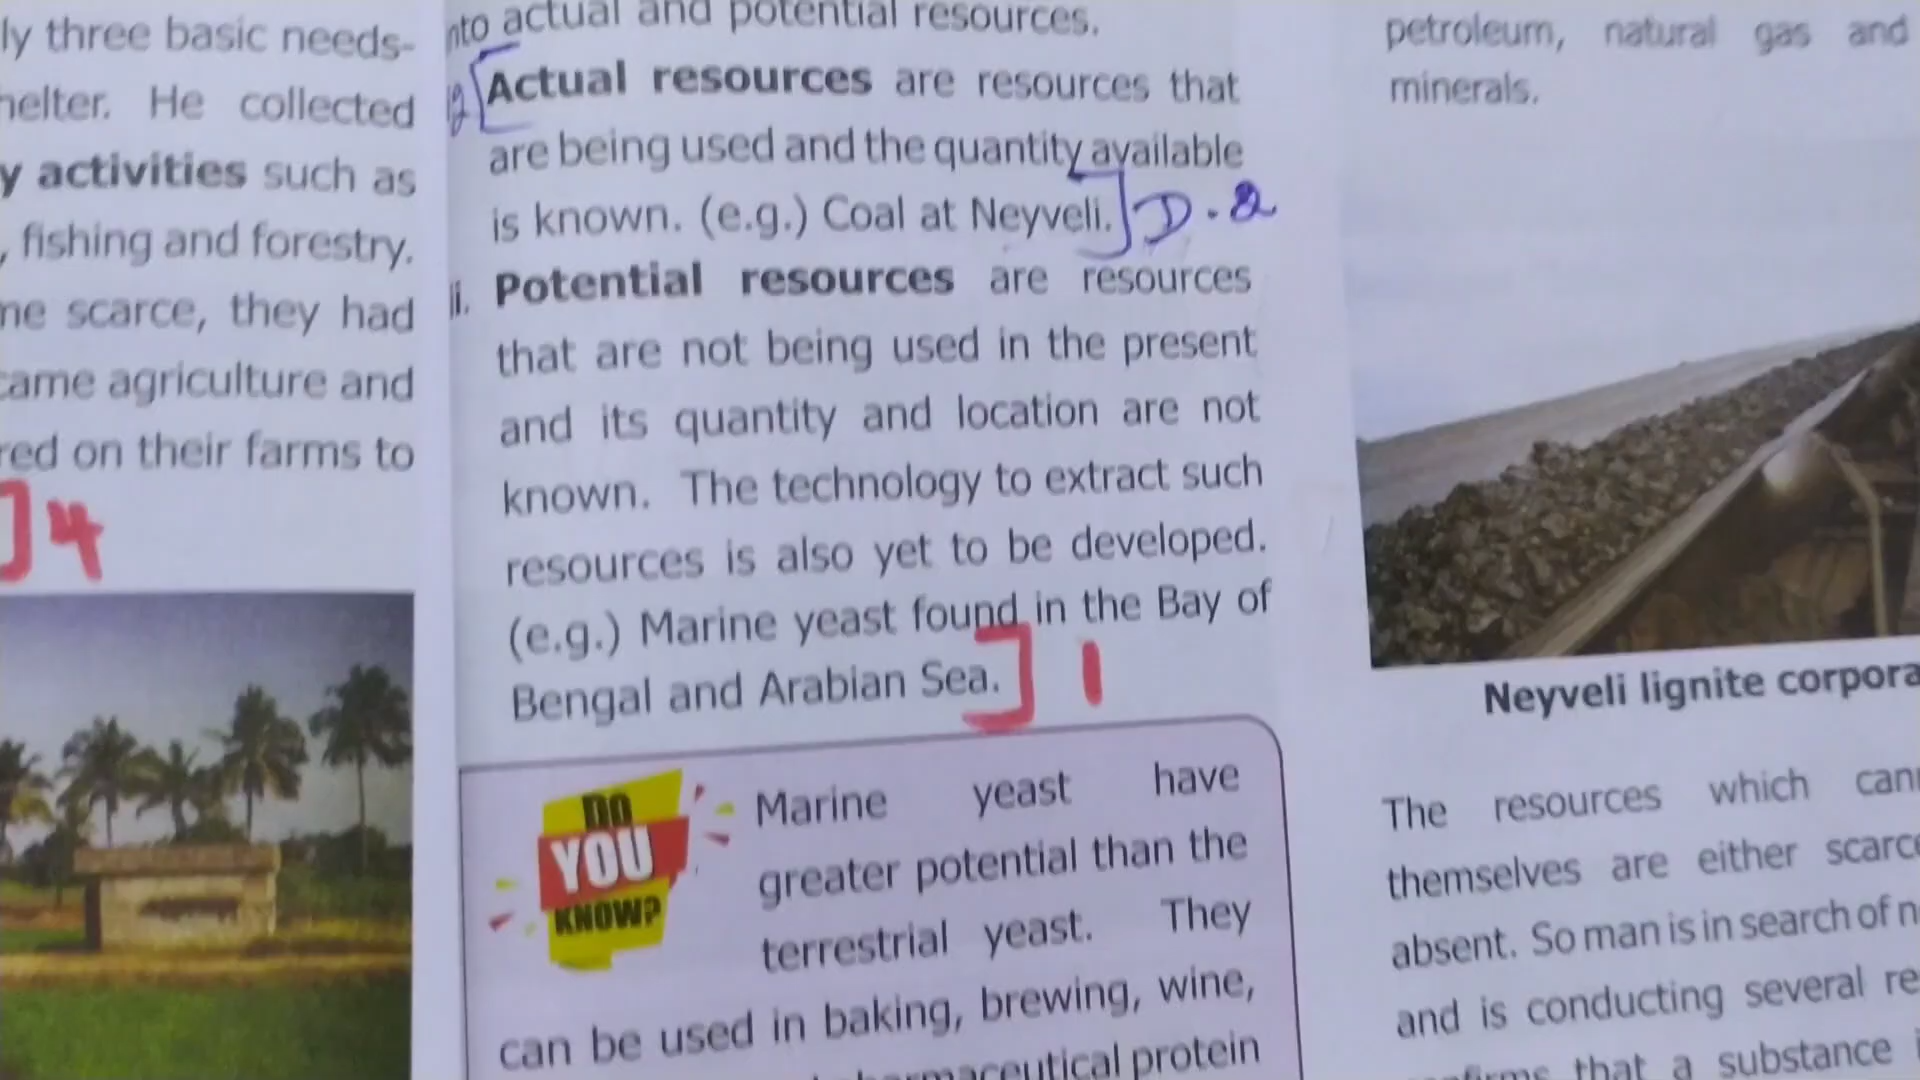 ly three basic needs-
helter. He collected
y activities such as
, fishing and forestry.
me scarce, they had
came agriculture and
red on their farms to
]4
nto actual and potential resources.
Actual resources are resources that
are being used and the quantity available
is known. (e.g.) Coal at Neyveli.] D.2
ii. Potential resources are resources
that are not being used in the present
and its quantity and location are not
known. The technology to extract such
resources is also yet to be developed.
(e.g.) Marine yeast found in the Bay of
Bengal and Arabian Sea.] 1
DO
YOU
KNOW?
Marine yeast have
greater potential than the
terrestrial yeast. They
can be used in baking, brewing, wine,
protein
petroleum, natural gas and
minerals.
Neyveli lignite corpora
The resources which can
themselves are either scarce
absent. So man is in search of n
and is conducting several re
that a substance